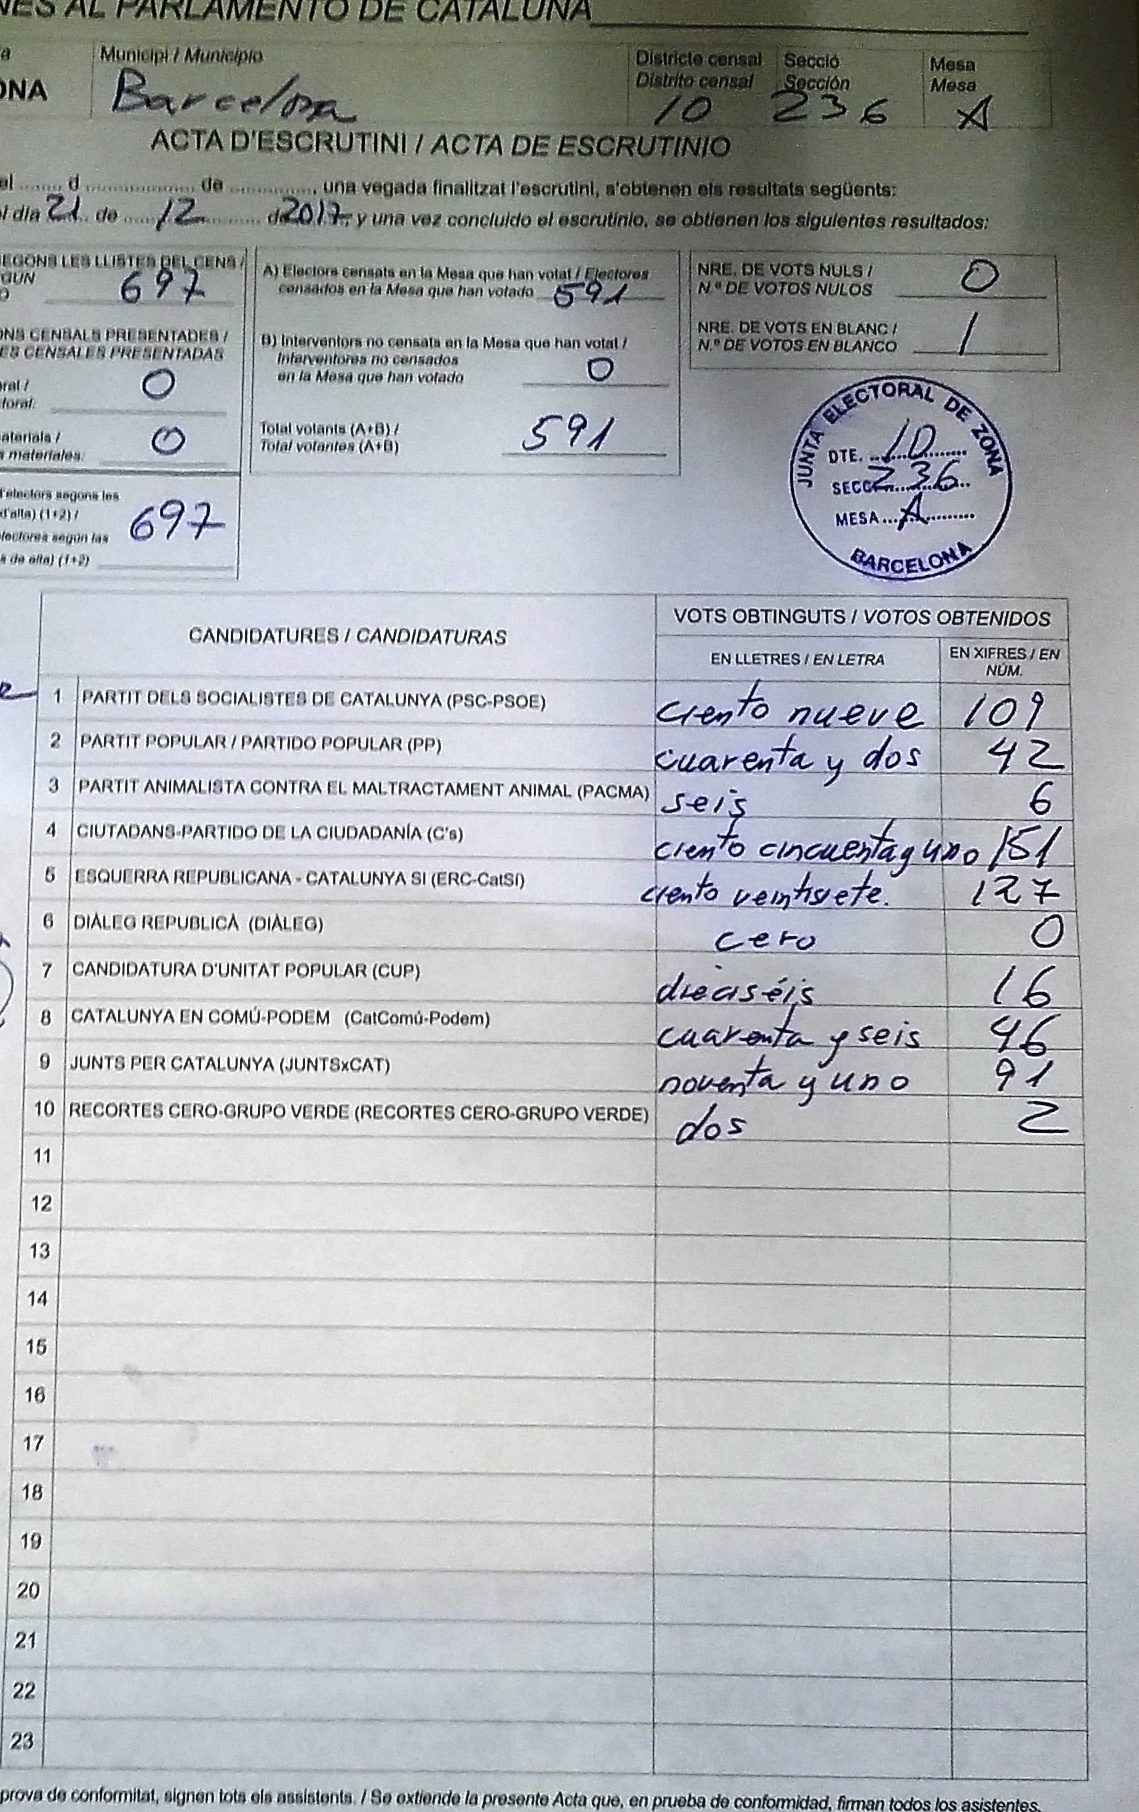 NES AL PARLAMENTO DE CATALUÑA
a Municipi / Municipio Districte censal Secció Mesa
Distrito censal Sección Mesa
ONA Barcelona 10 236 A
ACTA D'ESCRUTINI / ACTA DE ESCRUTINIO
el ...... d .................. de .............., una vegada finalitzat l'escrutini, s'obtenen els resultats següents:
l día 21 de 12 de 2017, y una vez concluido el escrutinio, se obtienen los siguientes resultados:
EGONS LES LLISTES DEL CENS /
GUN
O 697
ONS CENSALS PRESENTADES /
ES CENSALES PRESENTADAS
oral /
toral: 0
aterials /
s materiales: 0
d'electors segons les
d'alta) (1+2) /
lectores según las
s de alta) (1+2) 697
A) Electors censats en la Mesa que han votat / Electores
censados en la Mesa que han votado 591
B) Interventors no censats en la Mesa que han votat /
Interventores no censados
en la Mesa que han votado 0
Total votants (A+B) /
Total votantes (A+B) 591
NRE. DE VOTS NULS /
N.º DE VOTOS NULOS 0
NRE. DE VOTS EN BLANC /
N.º DE VOTOS EN BLANCO 1
JUNTA ELECTORAL DE ZONA
DTE. 10
SECC 236
MESA A
BARCELONA
CANDIDATURES / CANDIDATURAS VOTS OBTINGUTS / VOTOS OBTENIDOS
EN LLETRES / EN LETRA EN XIFRES / EN NÚM.
1 PARTIT DELS SOCIALISTES DE CATALUNYA (PSC-PSOE) ciento nueve 109
2 PARTIT POPULAR / PARTIDO POPULAR (PP) cuarenta y dos 42
3 PARTIT ANIMALISTA CONTRA EL MALTRACTAMENT ANIMAL (PACMA) seis 6
4 CIUTADANS-PARTIDO DE LA CIUDADANÍA (C's) ciento cincuenta y uno 151
5 ESQUERRA REPUBLICANA - CATALUNYA SI (ERC-CatSí) ciento veintisiete. 127
6 DIÀLEG REPUBLICÀ (DIÀLEG) cero 0
7 CANDIDATURA D'UNITAT POPULAR (CUP) dieciséis 16
8 CATALUNYA EN COMÚ-PODEM (CatComú-Podem) cuarenta y seis 46
9 JUNTS PER CATALUNYA (JUNTSxCAT) noventa y uno 91
10 RECORTES CERO-GRUPO VERDE (RECORTES CERO-GRUPO VERDE) dos 2
11
12
13
14
15
16
17
18
19
20
21
22
23
prova de conformitat, signen tots els assistents. / Se extiende la presente Acta que, en prueba de conformidad, firman todos los asistentes.